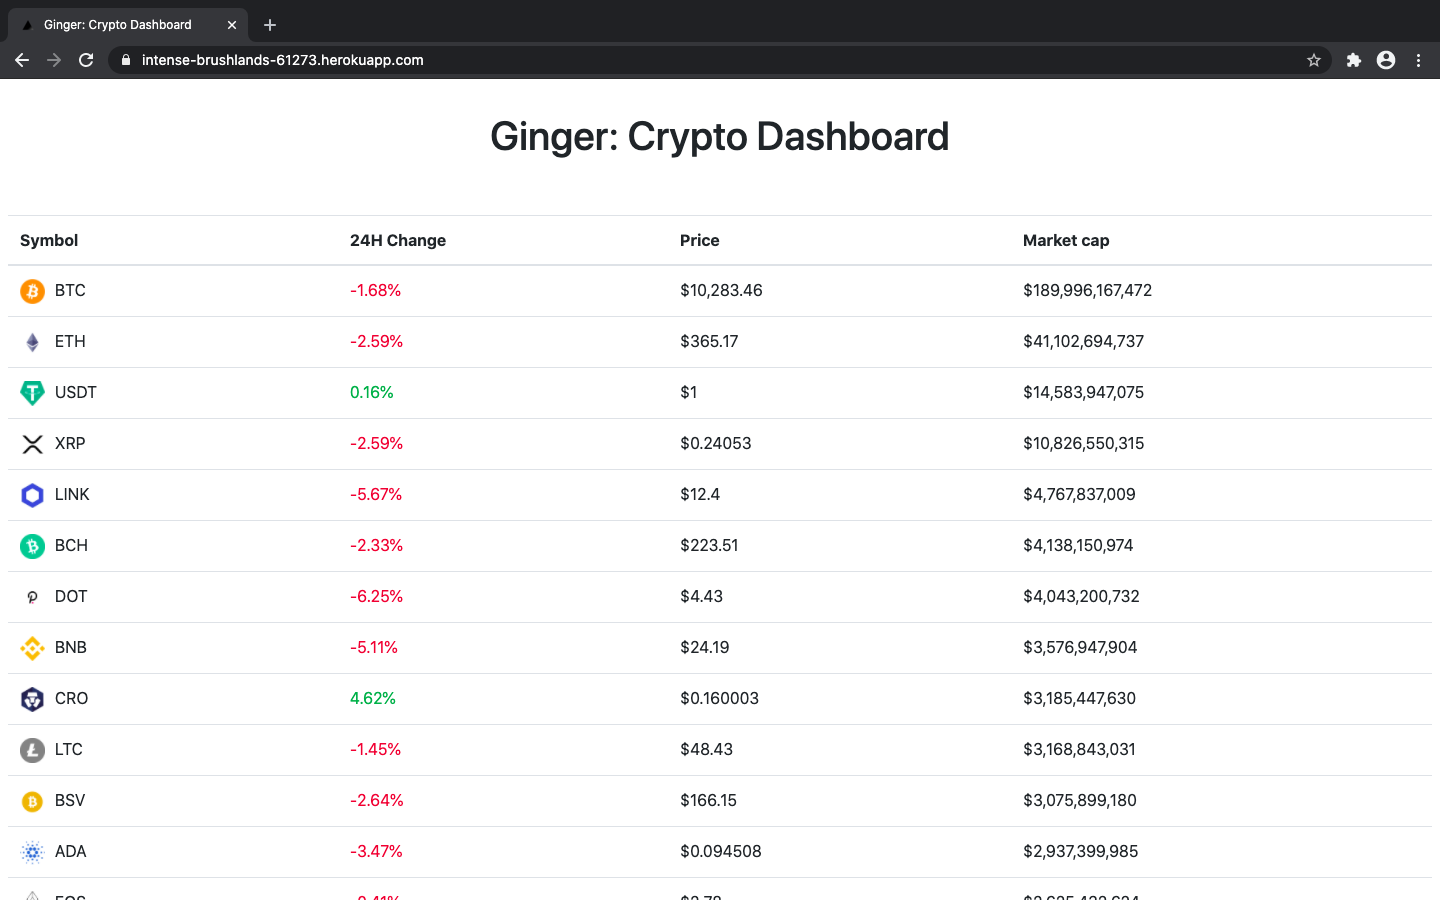 Ginger: Crypto Dashboard
intense-brushlands-61273.herokuapp.com
Ginger: Crypto Dashboard
Symbol 24H Change Price Market cap
BTC -1.68% $10,283.46 $189,996,167,472
ETH -2.59% $365.17 $41,102,694,737
USDT 0.16% $1 $14,583,947,075
XRP -2.59% $0.24053 $10,826,550,315
LINK -5.67% $12.4 $4,767,837,009
BCH -2.33% $223.51 $4,138,150,974
DOT -6.25% $4.43 $4,043,200,732
BNB -5.11% $24.19 $3,576,947,904
CRO 4.62% $0.160003 $3,185,447,630
LTC -1.45% $48.43 $3,168,843,031
BSV -2.64% $166.15 $3,075,899,180
ADA -3.47% $0.094508 $2,937,399,985
EOS